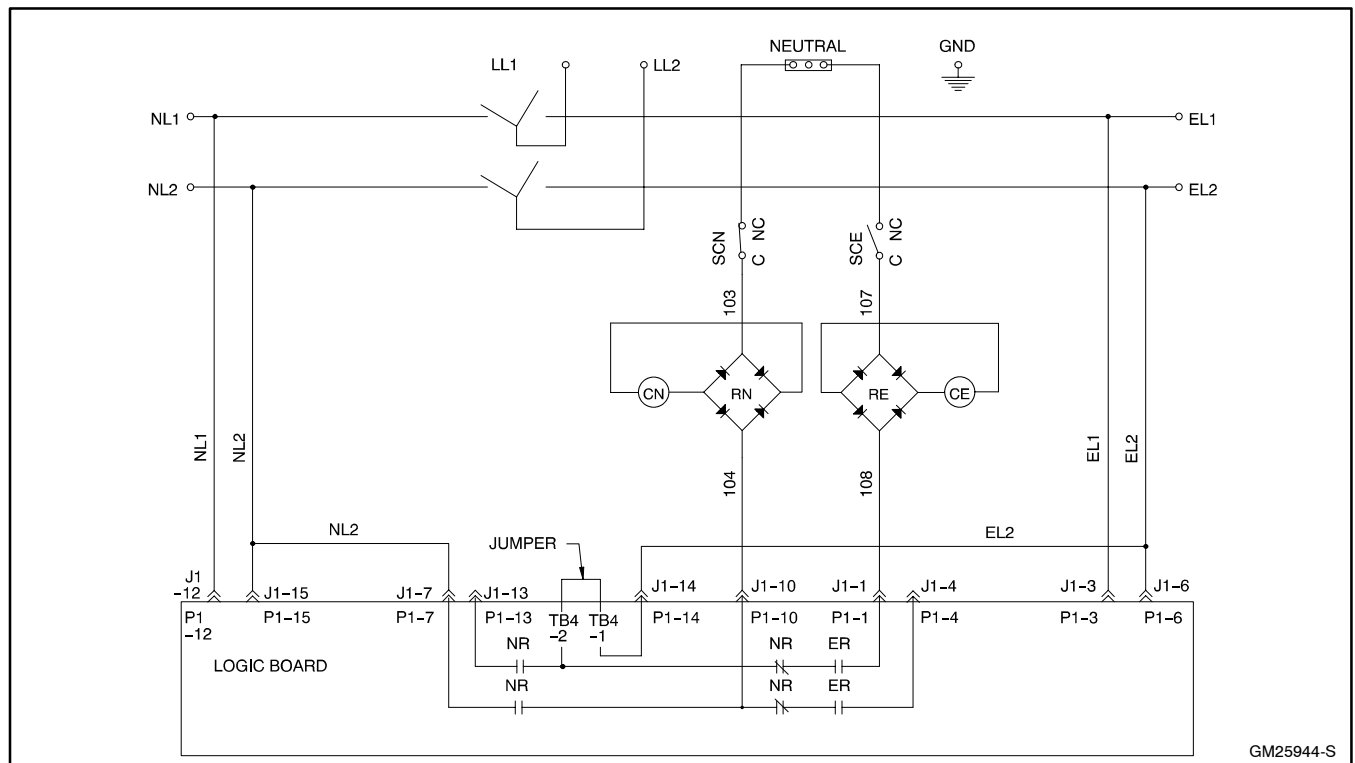 NEUTRAL GND
LL1 LL2
NL1 EL1
NL2 EL2
SCN NC C SCE NC C
103 107
CN RN RE CE
NL1 NL2 104 108 EL1 EL2
NL2 EL2
JUMPER
J1 -12 J1-15 J1-7 J1-13 J1-14 J1-10 J1-1 J1-4 J1-3 J1-6
P1 -12 P1-15 P1-7 P1-13 TB4 -2 TB4 -1 P1-14 P1-10 P1-1 P1-4 P1-3 P1-6
NR NR ER
LOGIC BOARD
NR NR ER
GM25944-S